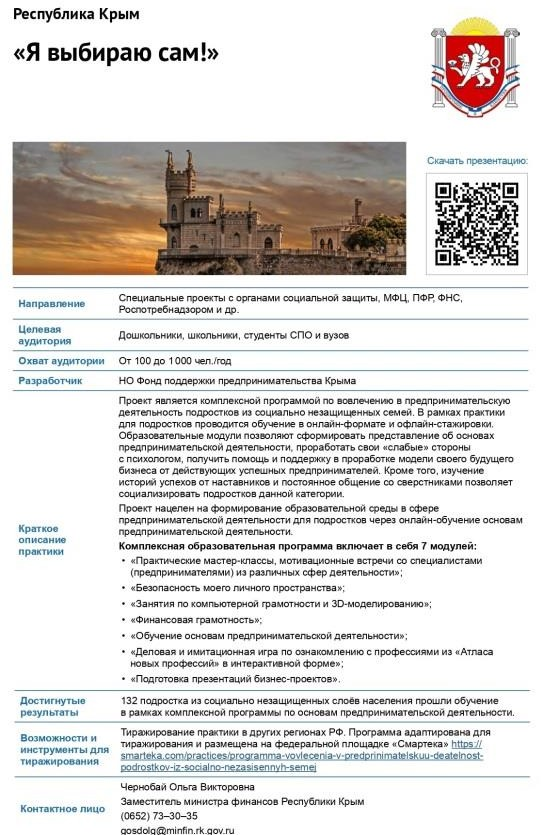 Республика Крым
«Я выбираю сам!»
Скачать презентацию:
Направление
Специальные проекты с органами социальной защиты, МФЦ, ПФР, ФНС,
Роспотребнадзором и др.
Целевая
аудитория
Дошкольники, школьники, студенты СПО и вузов
Охват аудитории
От 100 до 1 000 чел./год
Разработчик
НО Фонд поддержки предпринимательства Крыма
Краткое
описание
практики
Проект является комплексной программой по вовлечению в предпринимательскую
деятельность подростков из социально незащищенных семей. В рамках практики
для подростков проводится обучение в онлайн-формате и офлайн-стажировки.
Образовательные модули позволяют сформировать представление об основах
предпринимательской деятельности, проработать свои «слабые» стороны
с психологом, получить помощь и поддержку в проработке модели своего будущего
бизнеса от действующих успешных предпринимателей. Кроме того, изучение
историй успехов от наставников и постоянное общение со сверстниками позволяет
социализировать подростков данной категории.
Проект нацелен на формирование образовательной среды в сфере
предпринимательской деятельности для подростков через онлайн-обучение основам
предпринимательской деятельности.
Комплексная образовательная программа включает в себя 7 модулей:
• «Практические мастер-классы, мотивационные встречи со специалистами
(предпринимателями) из различных сфер деятельности»;
• «Безопасность моего личного пространства»;
• «Занятия по компьютерной грамотности и 3D-моделированию»;
• «Финансовая грамотность»;
• «Обучение основам предпринимательской деятельности»;
• «Деловая и имитационная игра по ознакомлению с профессиями из «Атласа
новых профессий» в интерактивной форме»;
• «Подготовка презентаций бизнес-проектов».
Достигнутые
результаты
132 подростка из социально незащищенных слоёв населения прошли обучение
в рамках комплексной программы по основам предпринимательской деятельности.
Возможности и
инструменты для
тиражирования
Тиражирование практики в других регионах РФ. Программа адаптирована для
тиражирования и размещена на федеральной площадке «Смартека» https://
smarteka.com/practices/programma-vovlecenia-v-predprinimatelskuu-deatelnost-
podrostkov-iz-socialno-nezasisennyh-semej
Контактное лицо
Чернобай Ольга Викторовна
Заместитель министра финансов Республики Крым
(0652) 73–30–35
gosdolg@minfin.rk.gov.ru